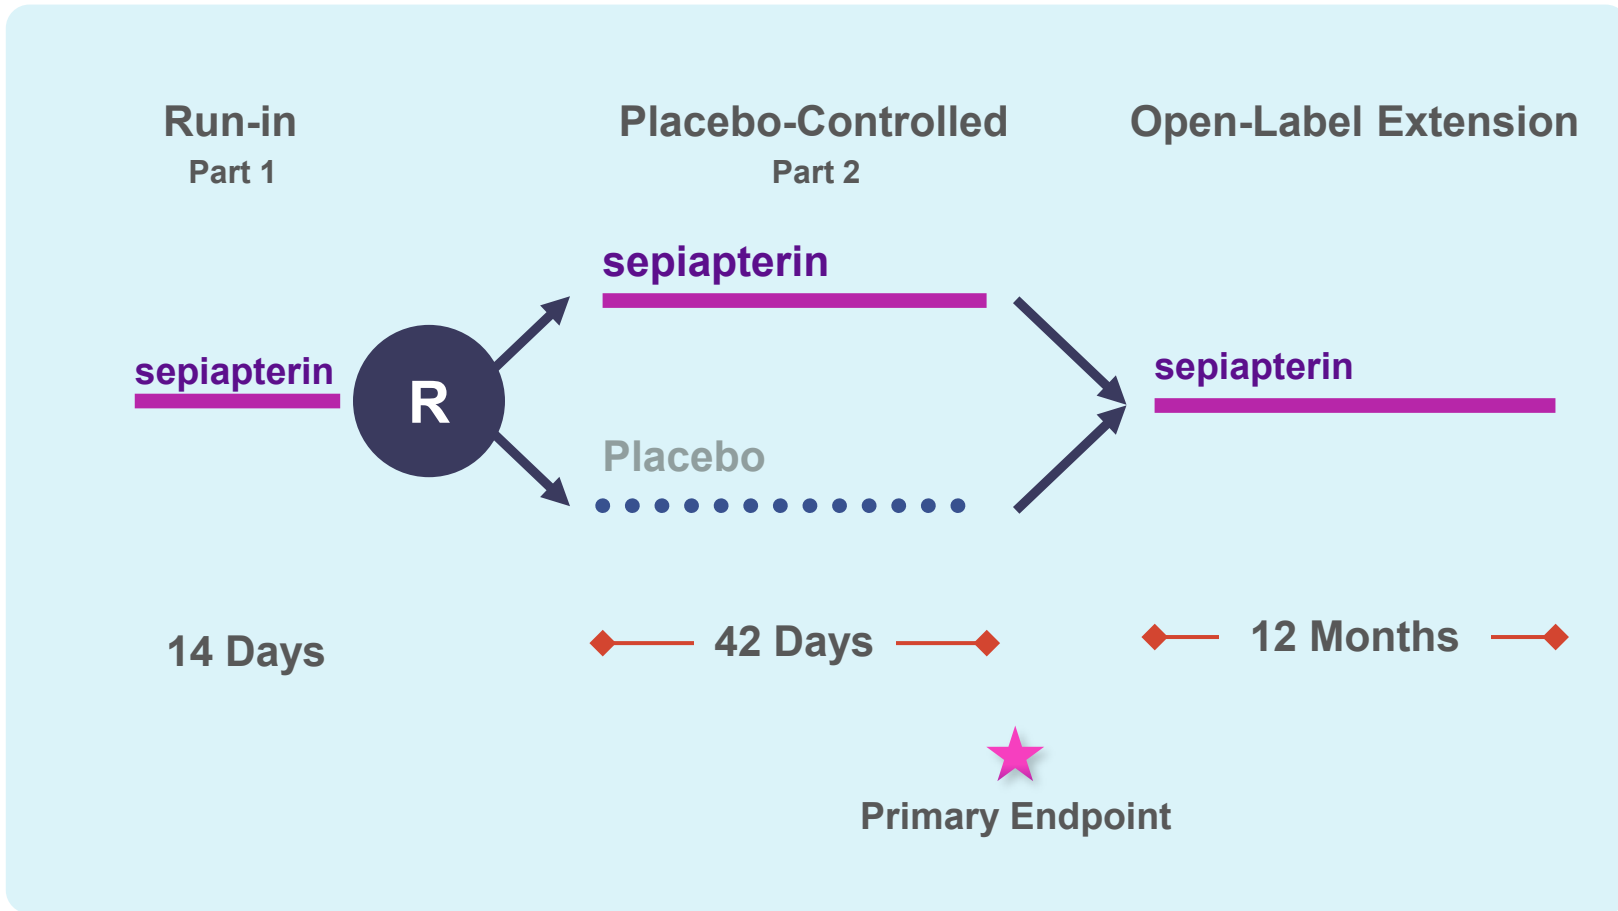 Run-in
Part 1
Placebo-Controlled
Part 2
Open-Label Extension
sepiapterin
R
sepiapterin
Placebo
sepiapterin
14 Days
42 Days
12 Months
Primary Endpoint